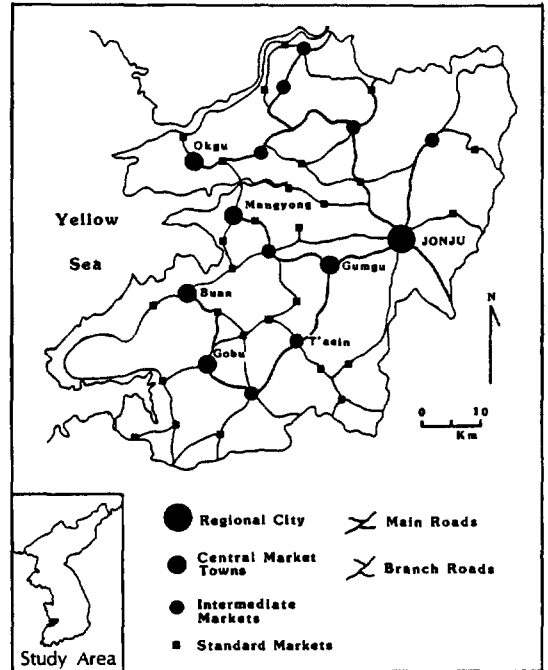 Okgu
Mangyong
Yellow
Sea
JONJU
Gumgu
Buan
N
T'aein
Gobu
0 10
Km
Regional City
Main Roads
Central Market
Towns
Branch Roads
Intermediate
Markets
Standard Markets
Study Area